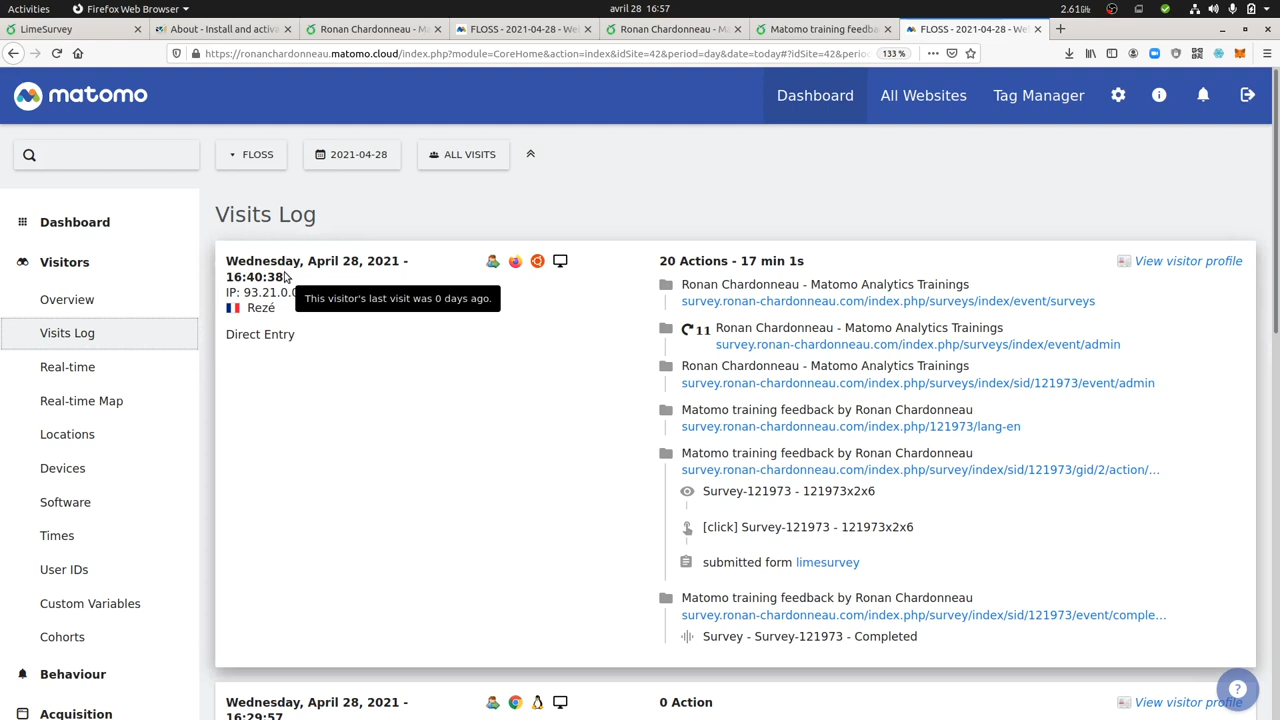 Activities
Firefox Web Browser
avril 28 16:57
2.61GiB
LimeSurvey
About - Install and activa
Ronan Chardonneau - Ma
FLOSS - 2021-04-28 - We
Ronan Chardonneau - Ma
Matomo training feedba
FLOSS - 2021-04-28 - We
https://ronanchardonneau.matomo.cloud/index.php?module=CoreHome&action=index&idSite=42&period=day&date=today#?idSite=42&perio
133 %
matomo
Dashboard
All Websites
Tag Manager
FLOSS
2021-04-28
ALL VISITS
Dashboard
Visitors
Overview
Visits Log
Real-time
Real-time Map
Locations
Devices
Software
Times
User IDs
Custom Variables
Cohorts
Behaviour
Acquisition
Visits Log
Wednesday, April 28, 2021 -
16:40:38
IP: 93.21.0.0
This visitor's last visit was 0 days ago.
Rezé
Direct Entry
20 Actions - 17 min 1s
View visitor profile
Ronan Chardonneau - Matomo Analytics Trainings
survey.ronan-chardonneau.com/index.php/surveys/index/event/surveys
11 Ronan Chardonneau - Matomo Analytics Trainings
survey.ronan-chardonneau.com/index.php/surveys/index/event/admin
Ronan Chardonneau - Matomo Analytics Trainings
survey.ronan-chardonneau.com/index.php/surveys/index/sid/121973/event/admin
Matomo training feedback by Ronan Chardonneau
survey.ronan-chardonneau.com/index.php/121973/lang-en
Matomo training feedback by Ronan Chardonneau
survey.ronan-chardonneau.com/index.php/survey/index/sid/121973/gid/2/action/…
Survey-121973 - 121973x2x6
[click] Survey-121973 - 121973x2x6
submitted form limesurvey
Matomo training feedback by Ronan Chardonneau
survey.ronan-chardonneau.com/index.php/survey/index/sid/121973/event/comple…
Survey - Survey-121973 - Completed
Wednesday, April 28, 2021 -
16:29:57
0 Action
View visitor profile
?